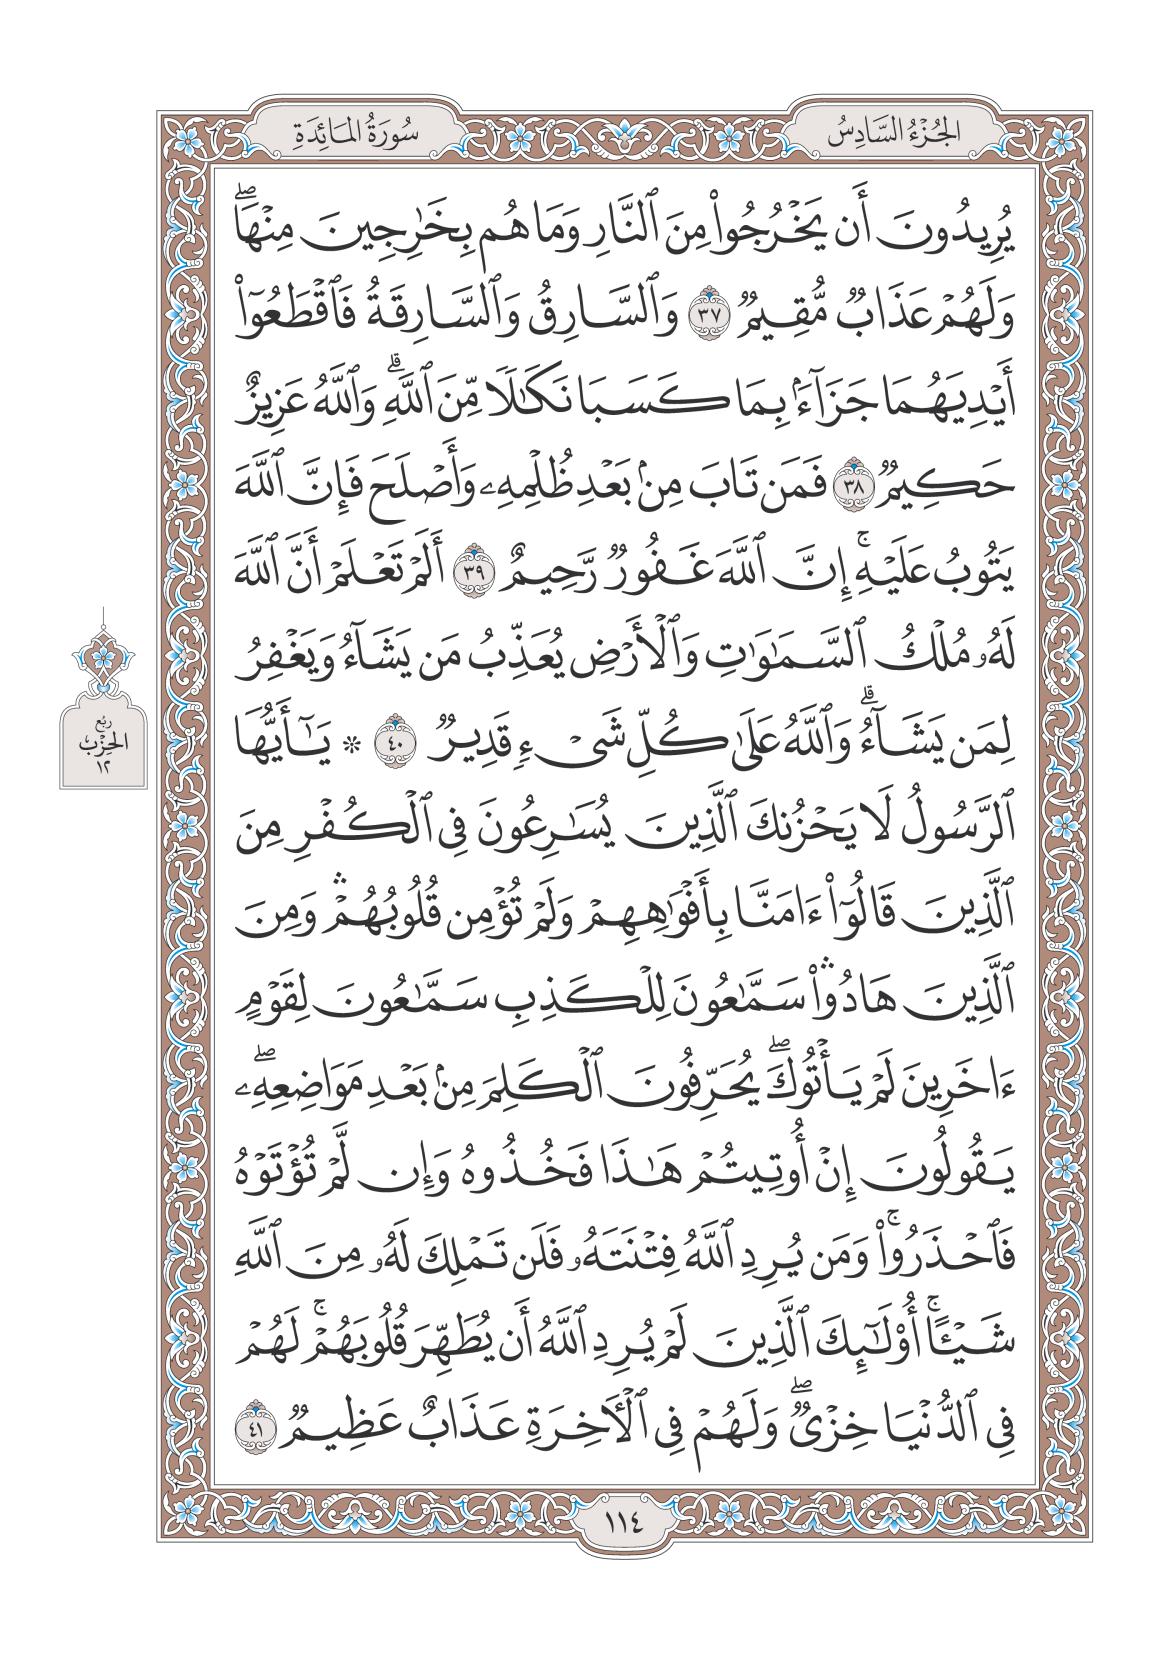 الجُزْءُ السَّادِسُ
سُورَةُ المَائِدَةِ
يُرِيدُونَ أَن يَخْرُجُواْ مِنَ ٱلنَّارِ وَمَا هُم بِخَٰرِجِينَ مِنْهَاۖ
وَلَهُمْ عَذَابٞ مُّقِيمٞ ٣٧ وَٱلسَّارِقُ وَٱلسَّارِقَةُ فَٱقْطَعُوٓاْ
أَيْدِيَهُمَا جَزَآءَۢ بِمَا كَسَبَا نَكَٰلٗا مِّنَ ٱللَّهِۗ وَٱللَّهُ عَزِيزٌ
حَكِيمٞ ٣٨ فَمَن تَابَ مِنۢ بَعْدِ ظُلْمِهِۦ وَأَصْلَحَ فَإِنَّ ٱللَّهَ
يَتُوبُ عَلَيْهِۚ إِنَّ ٱللَّهَ غَفُورٞ رَّحِيمٌ ٣٩ أَلَمْ تَعْلَمْ أَنَّ ٱللَّهَ
لَهُۥ مُلْكُ ٱلسَّمَٰوَٰتِ وَٱلْأَرْضِ يُعَذِّبُ مَن يَشَآءُ وَيَغْفِرُ
لِمَن يَشَآءُۗ وَٱللَّهُ عَلَىٰ كُلِّ شَيْءٖ قَدِيرٞ ٤٠ ۞ يَٰٓأَيُّهَا
ٱلرَّسُولُ لَا يَحْزُنكَ ٱلَّذِينَ يُسَٰرِعُونَ فِي ٱلْكُفْرِ مِنَ
ٱلَّذِينَ قَالُوٓاْ ءَامَنَّا بِأَفْوَٰهِهِمْ وَلَمْ تُؤْمِن قُلُوبُهُمْۛ وَمِنَ
ٱلَّذِينَ هَادُواْۛ سَمَّٰعُونَ لِلْكَذِبِ سَمَّٰعُونَ لِقَوْمٍ
ءَاخَرِينَ لَمْ يَأْتُوكَۖ يُحَرِّفُونَ ٱلْكَلِمَ مِنۢ بَعْدِ مَوَاضِعِهِۦۖ
يَقُولُونَ إِنْ أُوتِيتُمْ هَٰذَا فَخُذُوهُ وَإِن لَّمْ تُؤْتَوْهُ
فَٱحْذَرُواْۚ وَمَن يُرِدِ ٱللَّهُ فِتْنَتَهُۥ فَلَن تَمْلِكَ لَهُۥ مِنَ ٱللَّهِ
شَيْـًٔاۚ أُوْلَٰٓئِكَ ٱلَّذِينَ لَمْ يُرِدِ ٱللَّهُ أَن يُطَهِّرَ قُلُوبَهُمْۚ لَهُمْ
فِي ٱلدُّنْيَا خِزْيٞۖ وَلَهُمْ فِي ٱلْأٓخِرَةِ عَذَابٌ عَظِيمٞ ٤١
ربع
الحِزْب
١٢
١١٤